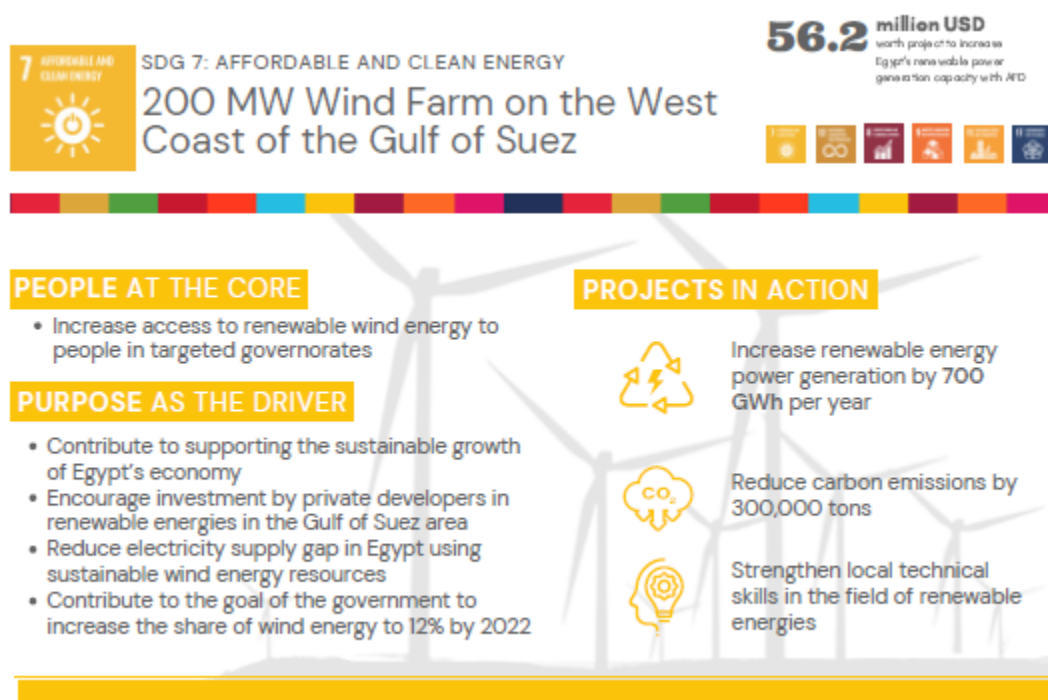 7 AFFORDABLE AND
CLEAN ENERGY
SDG 7: AFFORDABLE AND CLEAN ENERGY
200 MW Wind Farm on the West
Coast of the Gulf of Suez
56.2 million USD
worth project to increase
Egypt's renewable power
generation capacity with AFD
PEOPLE AT THE CORE
• Increase access to renewable wind energy to
people in targeted governorates
PURPOSE AS THE DRIVER
• Contribute to supporting the sustainable growth
of Egypt's economy
• Encourage investment by private developers in
renewable energies in the Gulf of Suez area
• Reduce electricity supply gap in Egypt using
sustainable wind energy resources
• Contribute to the goal of the government to
increase the share of wind energy to 12% by 2022
PROJECTS IN ACTION
Increase renewable energy
power generation by 700
GWh per year
CO₂
Reduce carbon emissions by
300,000 tons
Strengthen local technical
skills in the field of renewable
energies